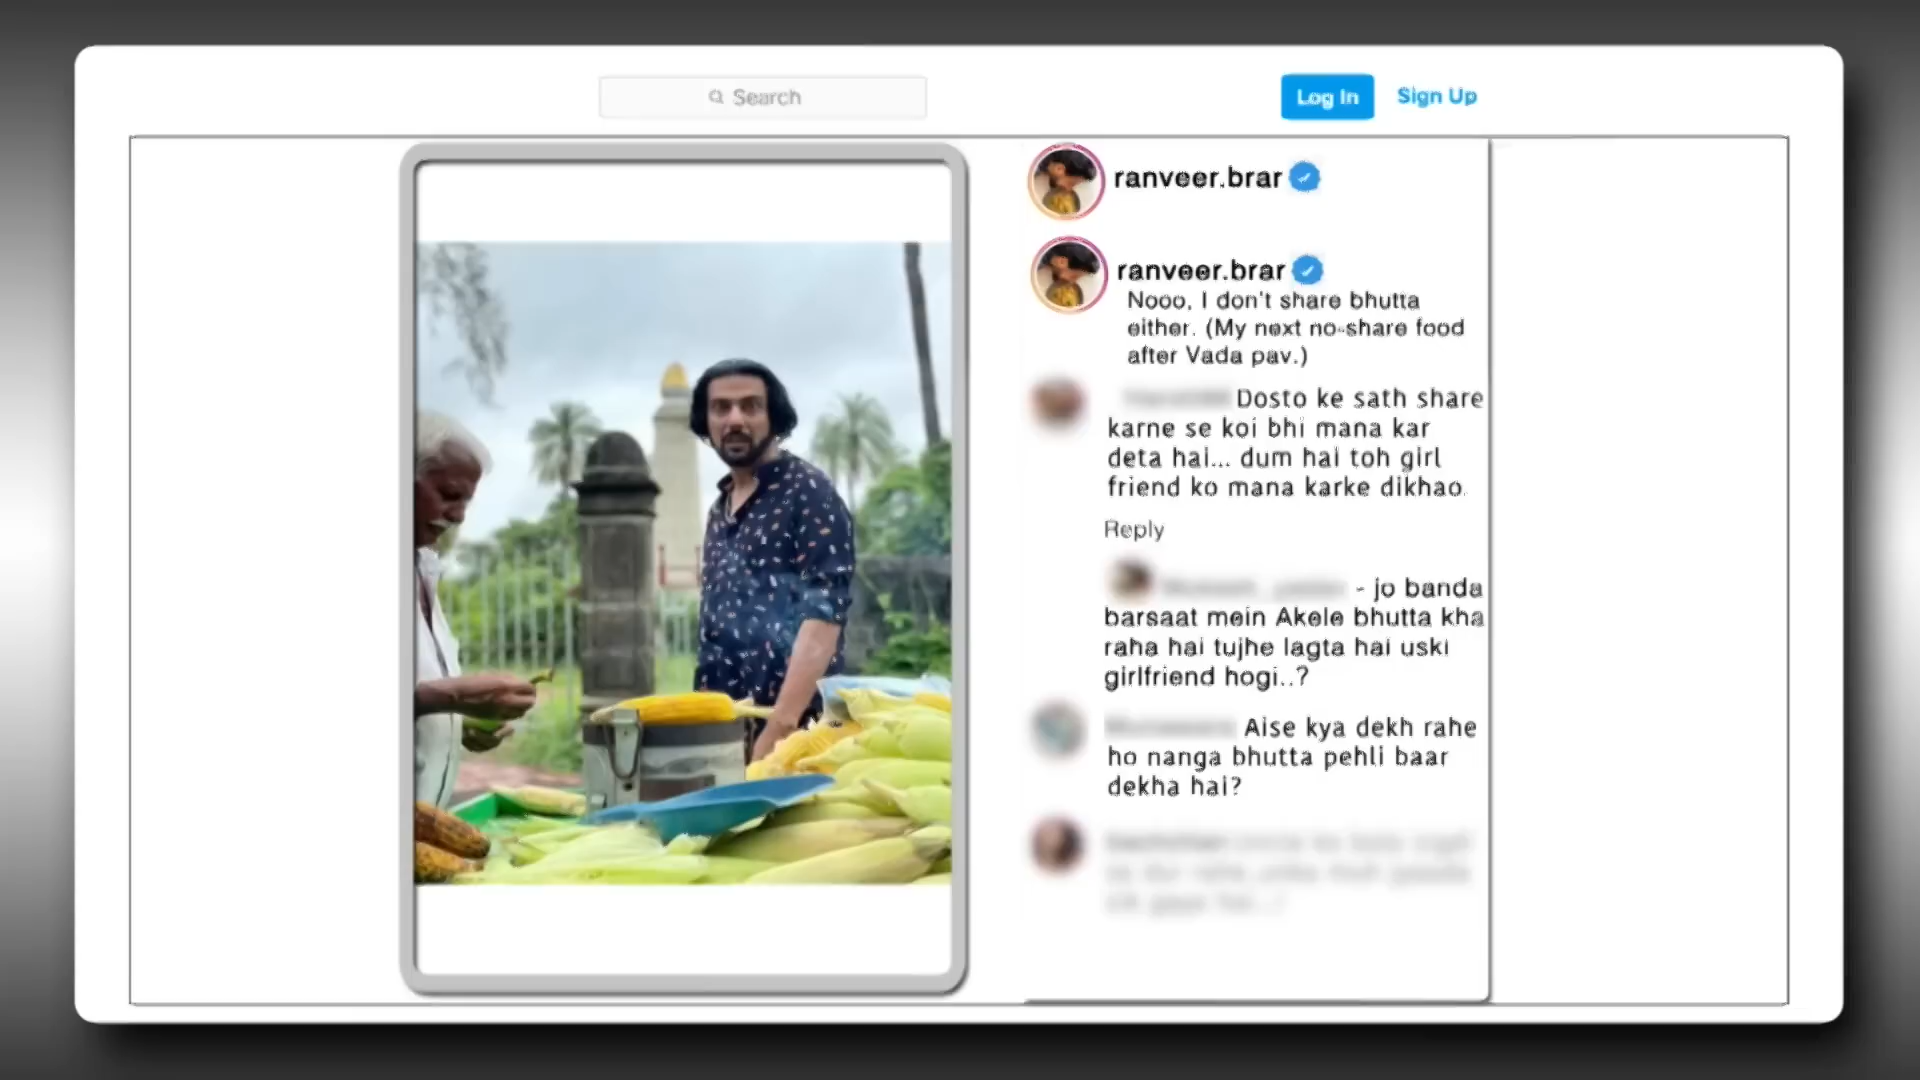 Search
Log In
Sign Up
ranveer.brar
ranveer.brar
Nooo, I don't share bhutta
either. (My next no-share food
after Vada pav.)
Dosto ke sath share
karne se koi bhi mana kar
deta hai... dum hai toh girl
friend ko mana karke dikhao.
Reply
- jo banda
barsaat mein Akele bhutta kha
raha hai tujhe lagta hai uski
girlfriend hogi..?
Aise kya dekh rahe
ho nanga bhutta pehli baar
dekha hai?